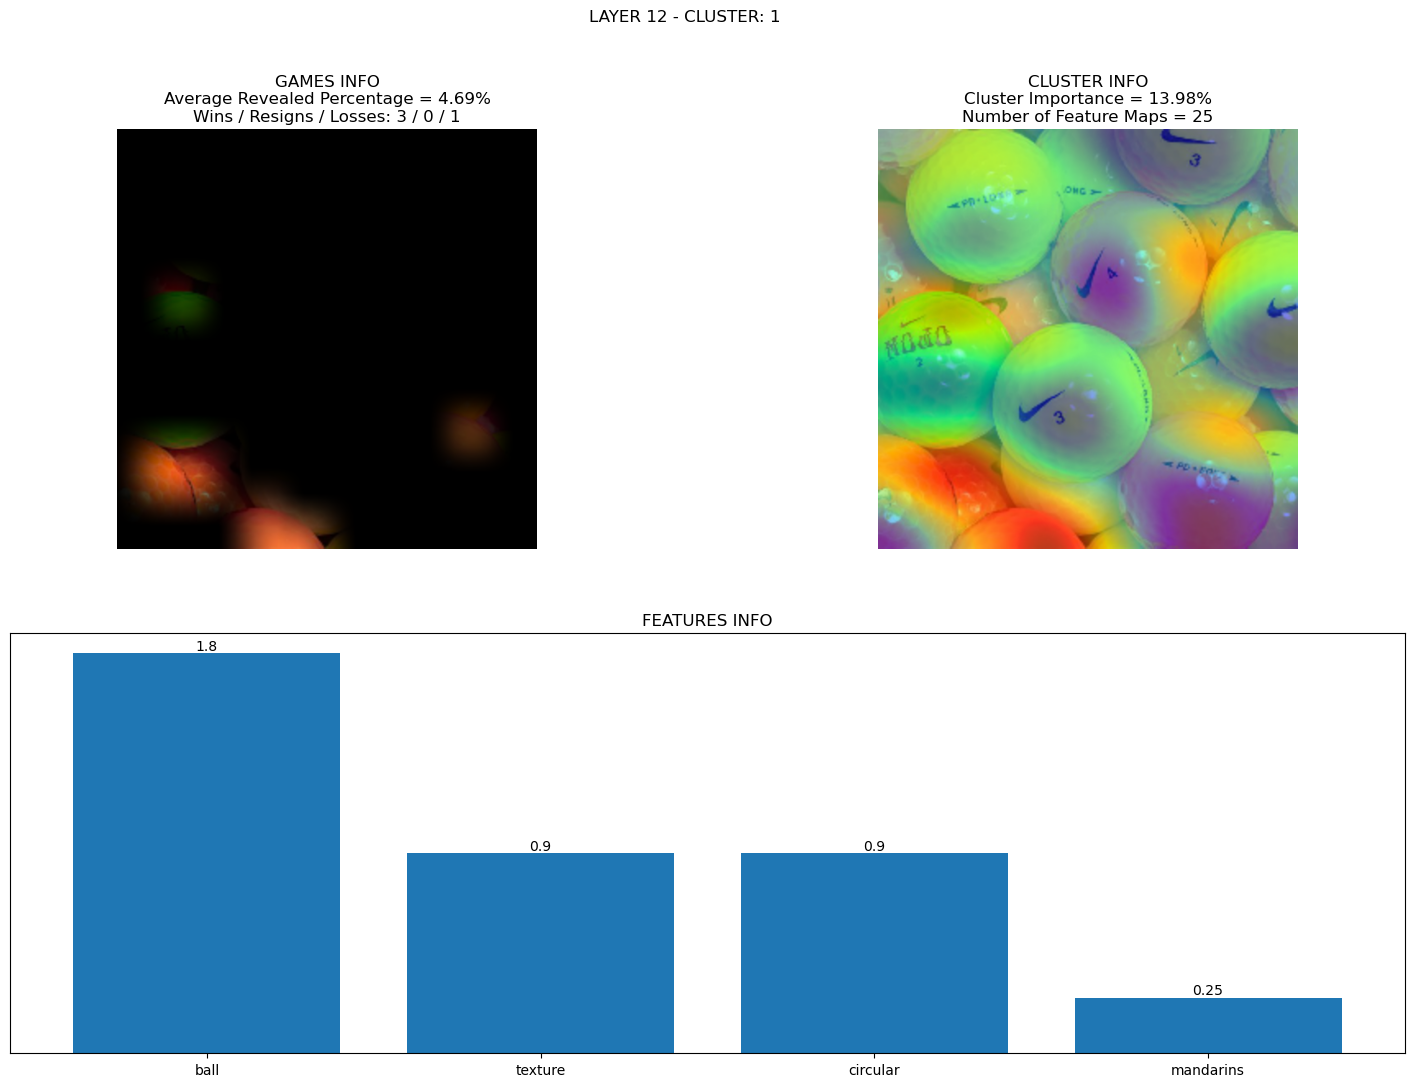 LAYER 12 - CLUSTER: 1
GAMES INFO
Average Revealed Percentage = 4.69%
Wins / Resigns / Losses: 3 / 0 / 1
CLUSTER INFO
Cluster Importance = 13.98%
Number of Feature Maps = 25
3
4
MOJO
2
3
FEATURES INFO
1.8
0.9
0.9
0.25
ball
texture
circular
mandarins